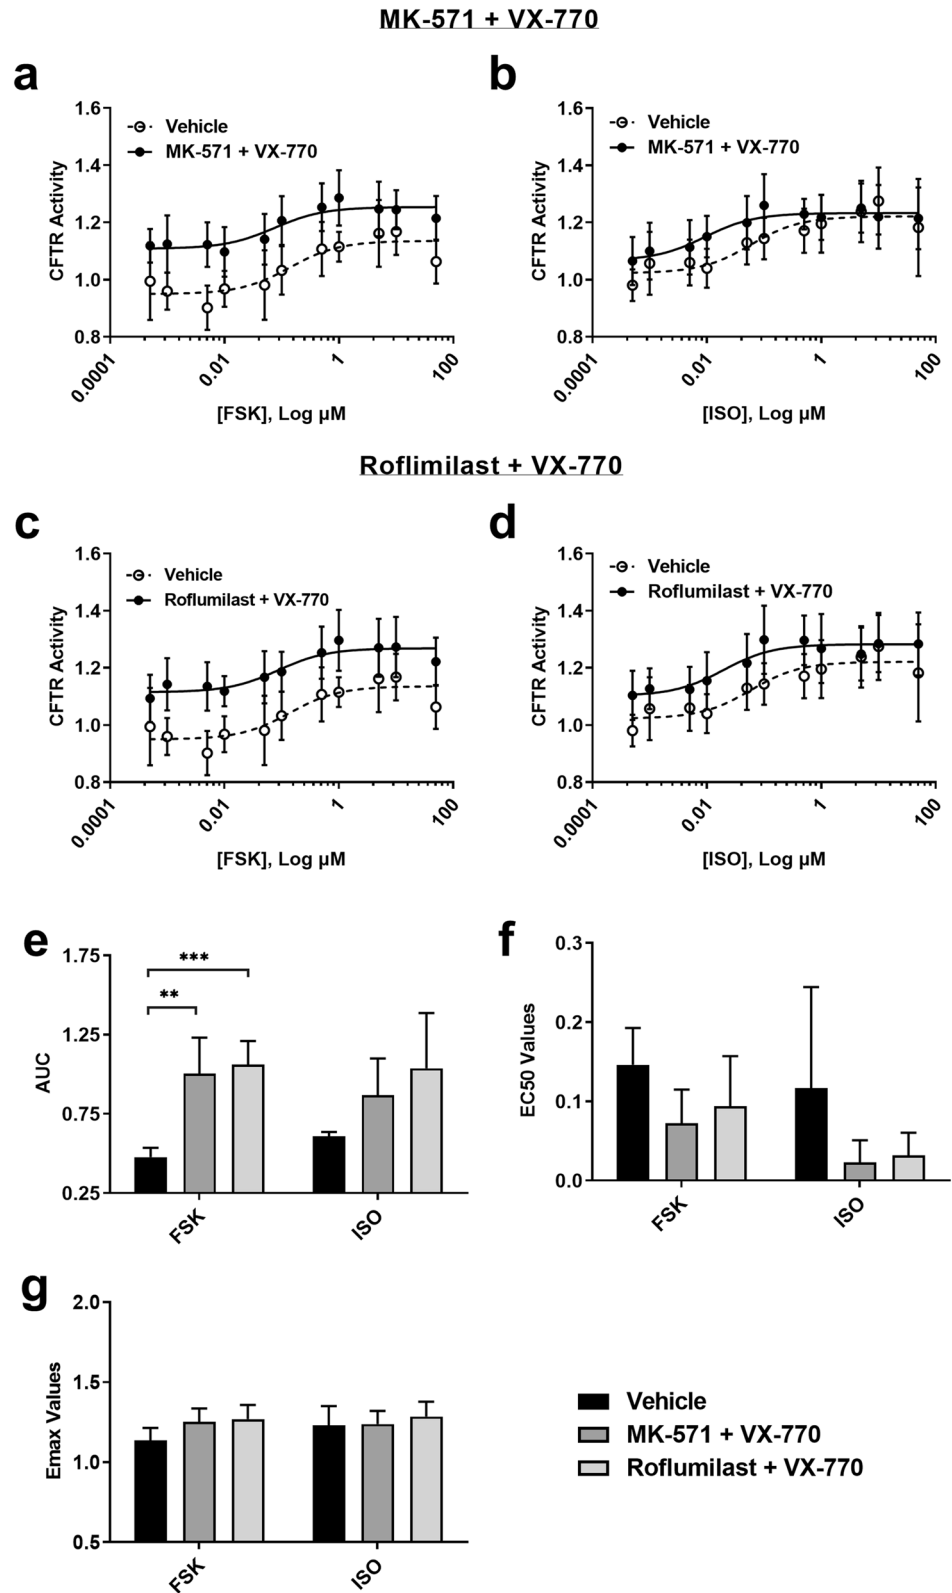 MK-571 + VX-770
a
b
1.6
1.4
1.2
1.0
0.8
CFTR Activity
Vehicle
MK-571 + VX-770
0.0001
0.01
1
100
[FSK], Log µM
1.6
1.4
1.2
1.0
0.8
CFTR Activity
Vehicle
MK-571 + VX-770
0.0001
0.01
1
100
[ISO], Log µM
Roflimilast + VX-770
c
d
1.6
1.4
1.2
1.0
0.8
CFTR Activity
Vehicle
Roflumilast + VX-770
0.0001
0.01
1
100
[FSK], Log µM
1.6
1.4
1.2
1.0
0.8
CFTR Activity
Vehicle
Roflumilast + VX-770
0.0001
0.01
1
100
[ISO], Log µM
e
f
1.75
1.25
0.75
0.25
AUC
***
**
FSK
ISO
0.3
0.2
0.1
0.0
EC50 Values
FSK
ISO
g
2.0
1.5
1.0
0.5
Emax Values
FSK
ISO
Vehicle
MK-571 + VX-770
Roflumilast + VX-770